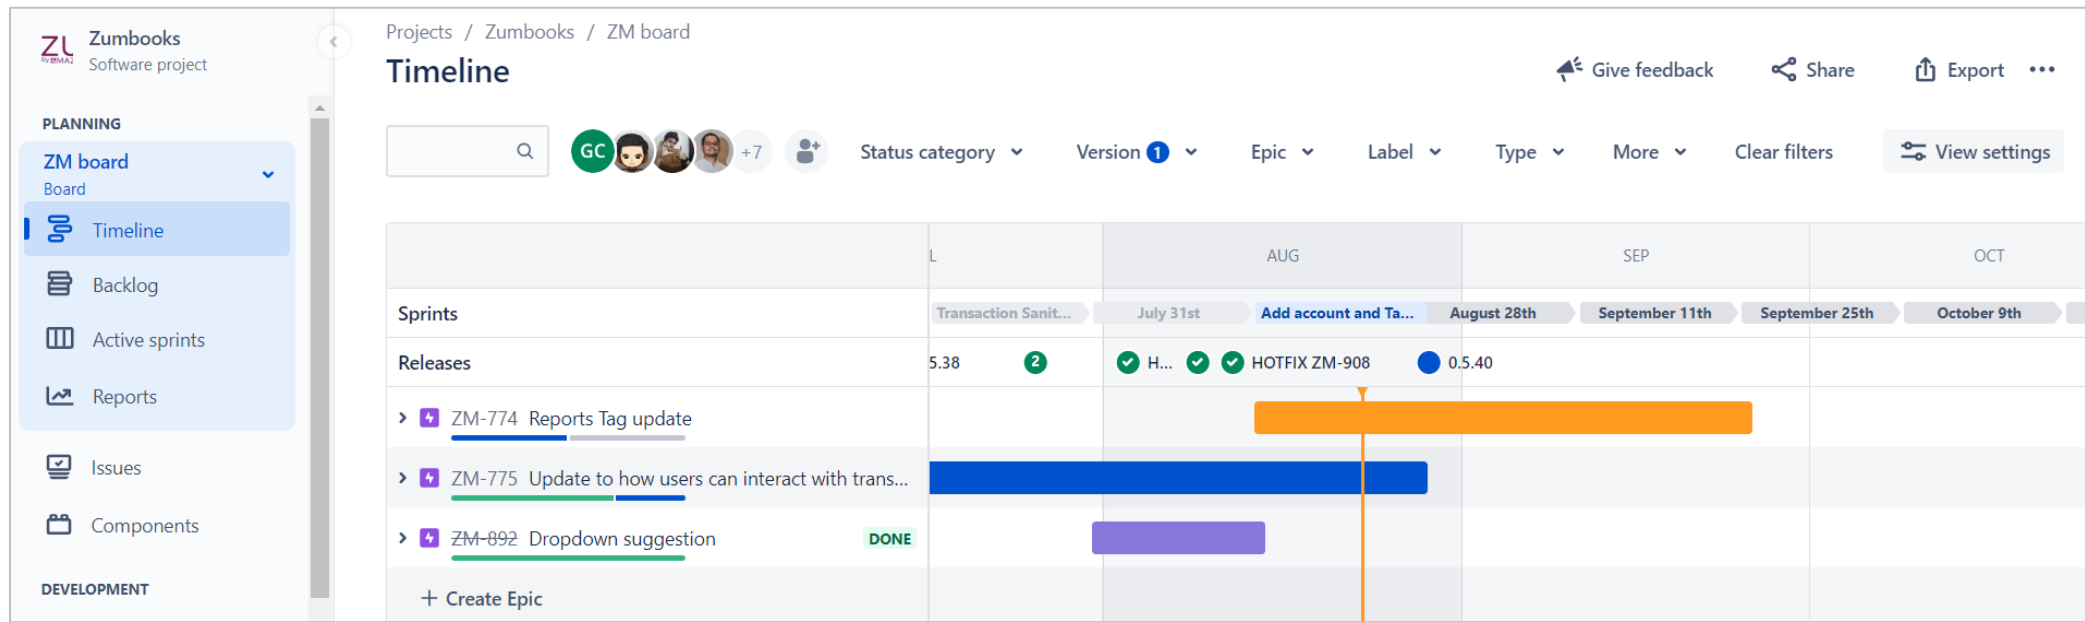 ZU
Zumbooks
Software project
PLANNING
ZM board
Board
Timeline
Backlog
Active sprints
Reports
Issues
Components
DEVELOPMENT
Projects / Zumbooks / ZM board
Timeline
Give feedback
Share
Export
GC
+7
Status category
Version 1
Epic
Label
Type
More
Clear filters
View settings
L
AUG
SEP
OCT
Sprints
Transaction Sanit...
July 31st
Add account and Ta...
August 28th
September 11th
September 25th
October 9th
Releases
5.38
2
H...
HOTFIX ZM-908
0.5.40
ZM-774 Reports Tag update
ZM-775 Update to how users can interact with trans...
ZM-892 Dropdown suggestion
DONE
+ Create Epic